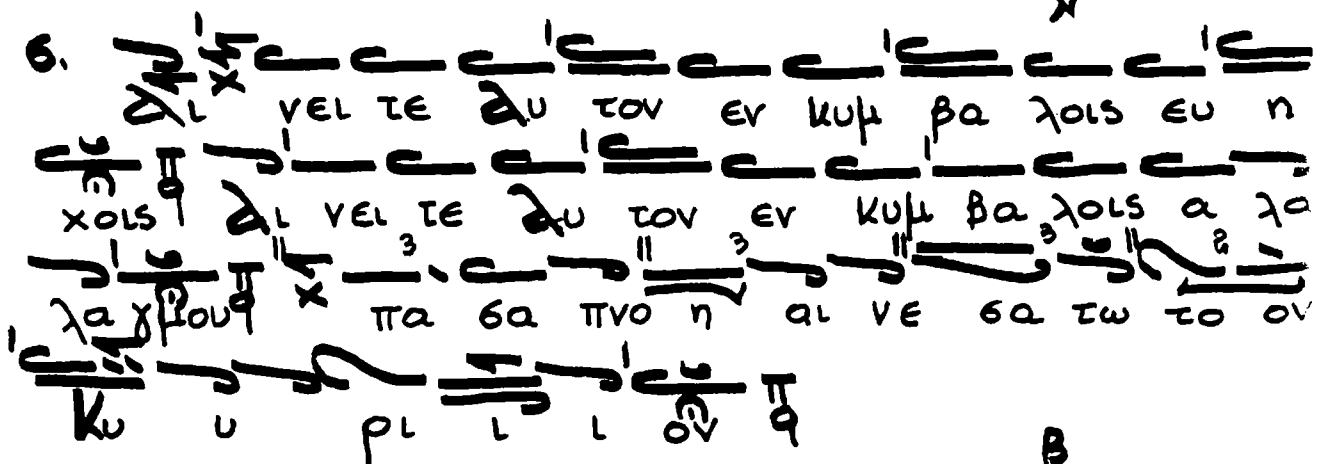 6. αι νει τε αυ τον εν κυμ βα λοις ευ η
χοις αι νει τε αυ τον εν κυμ βα λοις α λα
λα γμου πα σα πνο η αι νε σα τω το ον
Κυ υ ρι ι ι ον
β